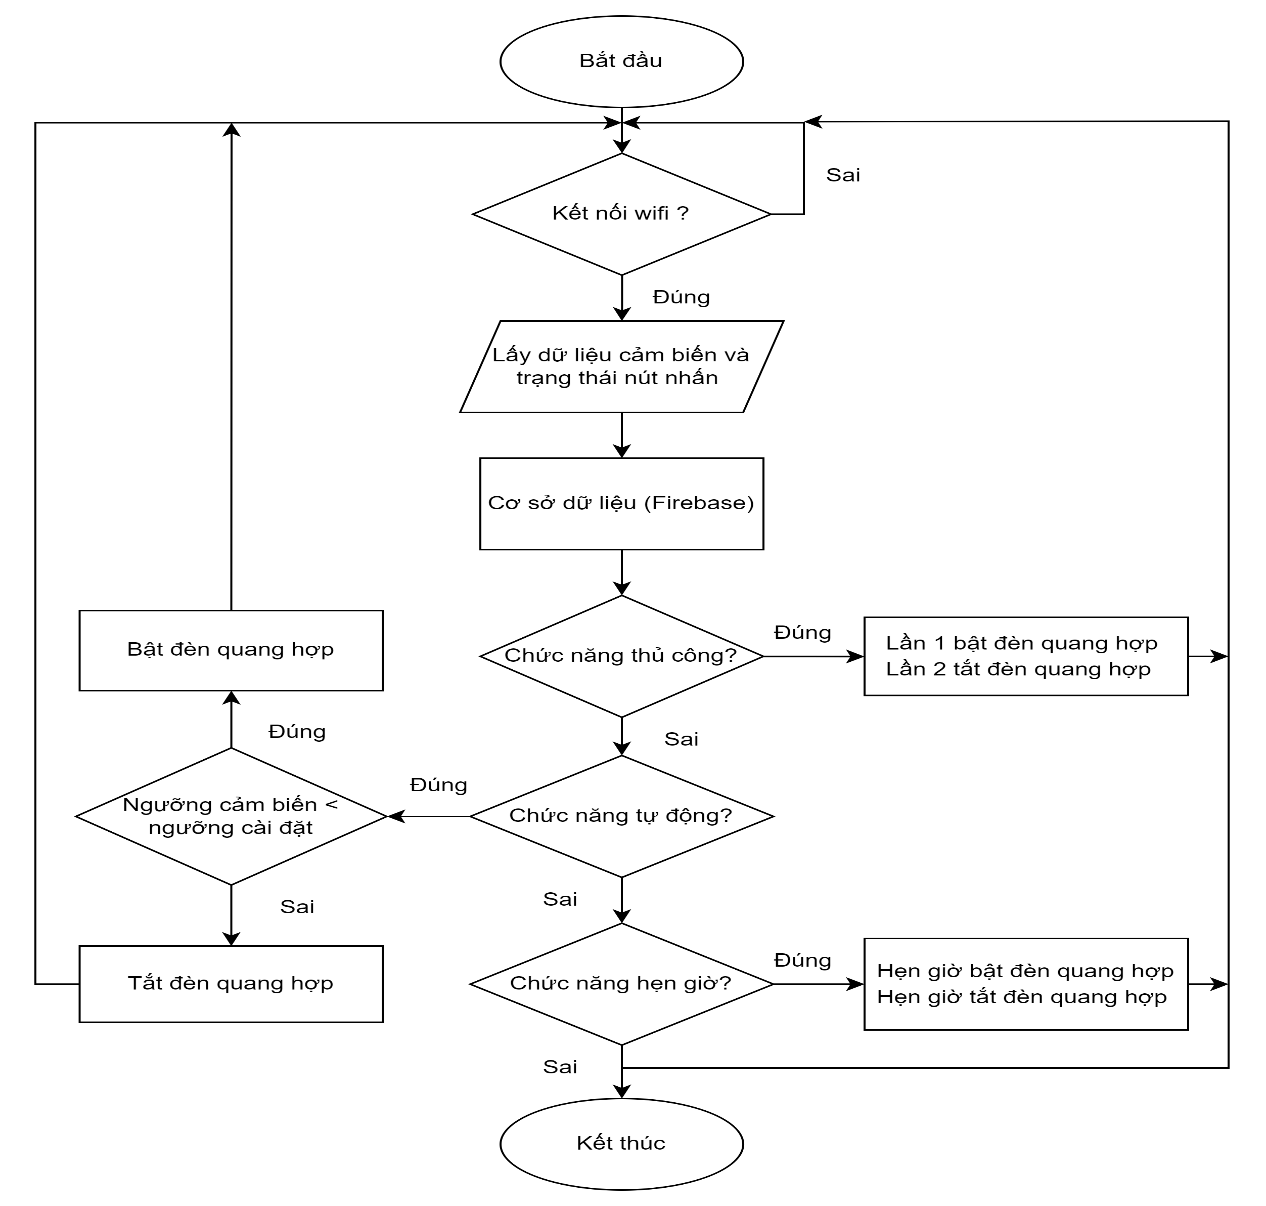 Bắt đầu
Sai
Kết nối wifi ?
Đúng
Lấy dữ liệu cảm biến và
trạng thái nút nhấn
Cơ sở dữ liệu (Firebase)
Chức năng thủ công?
Đúng
Lần 1 bật đèn quang hợp
Lần 2 tắt đèn quang hợp
Sai
Chức năng tự động?
Đúng
Ngưỡng cảm biến <
ngưỡng cài đặt
Đúng
Bật đèn quang hợp
Sai
Tắt đèn quang hợp
Sai
Chức năng hẹn giờ?
Đúng
Hẹn giờ bật đèn quang hợp
Hẹn giờ tắt đèn quang hợp
Sai
Kết thúc